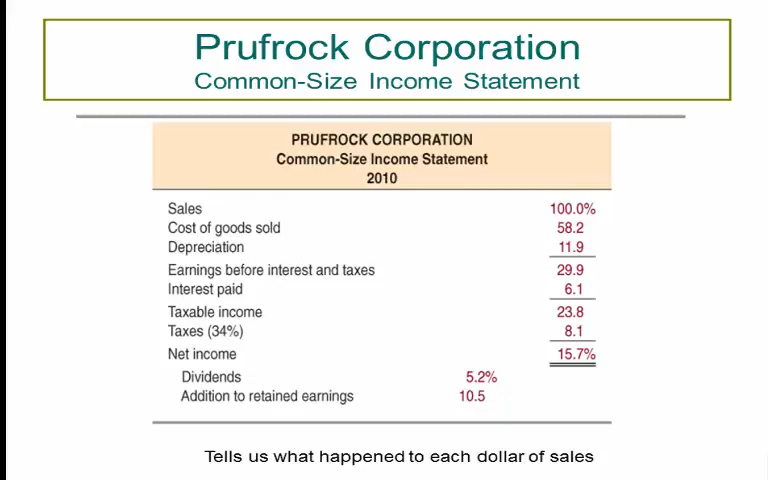 Prufrock Corporation
Common-Size Income Statement
PRUFROCK CORPORATION
Common-Size Income Statement
2010
Sales 100.0%
Cost of goods sold 58.2
Depreciation 11.9
Earnings before interest and taxes 29.9
Interest paid 6.1
Taxable income 23.8
Taxes (34%) 8.1
Net income 15.7%
Dividends 5.2%
Addition to retained earnings 10.5
Tells us what happened to each dollar of sales